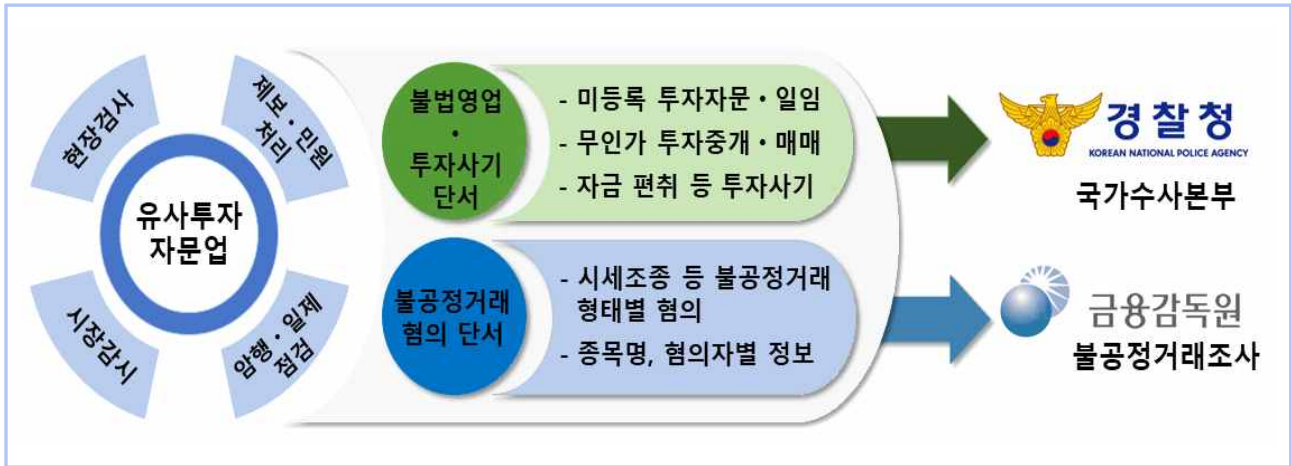 현장검사
제보·민원
처리
유사투자
자문업
시장감시
암행·일제
점검
불법영업
·
투자사기
단서
- 미등록 투자자문·일임
- 무인가 투자중개·매매
- 자금 편취 등 투자사기
경찰청
KOREAN NATIONAL POLICE AGENCY
국가수사본부
불공정거래
혐의 단서
- 시세조종 등 불공정거래
형태별 혐의
- 종목명, 혐의자별 정보
금융감독원
불공정거래조사